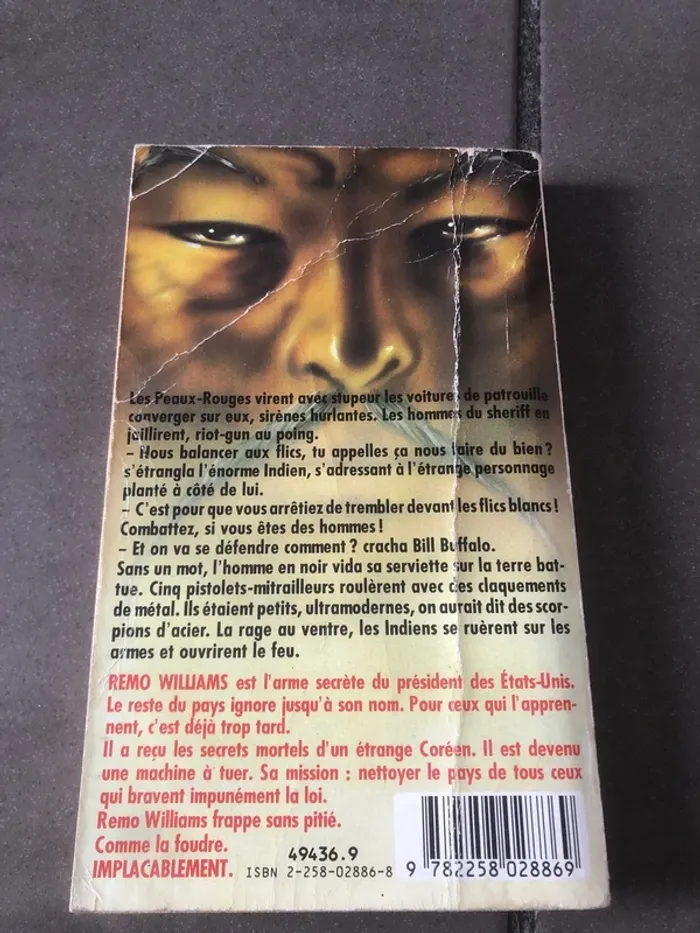 Les Peaux-Rouges virent avec stupeur les voitures de patrouille
converger sur eux, sirènes hurlantes. Les hommes du sheriff en
jaillirent, riot-gun au poing.
– Nous balancer aux flics, tu appelles ça nous faire du bien ?
s'étrangla l'énorme Indien, s'adressant à l'étrange personnage
planté à côté de lui.
– C'est pour que vous arrêtiez de trembler devant les flics blancs !
Combattez, si vous êtes des hommes !
– Et on va se défendre comment ? cracha Bill Buffalo.
Sans un mot, l'homme en noir vida sa serviette sur la terre bat-
tue. Cinq pistolets-mitrailleurs roulèrent avec des claquements
de métal. Ils étaient petits, ultramodernes, on aurait dit des scor-
pions d'acier. La rage au ventre, les Indiens se ruèrent sur les
armes et ouvrirent le feu.
REMO WILLIAMS est l'arme secrète du président des États-Unis.
Le reste du pays ignore jusqu'à son nom. Pour ceux qui l'appren-
nent, c'est déjà trop tard.
Il a reçu les secrets mortels d'un étrange Coréen. Il est devenu
une machine à tuer. Sa mission : nettoyer le pays de tous ceux
qui bravent impunément la loi.
Remo Williams frappe sans pitié.
Comme la foudre.
IMPLACABLEMENT.
49436.9
ISBN 2-258-02886-8
9 782258 028869